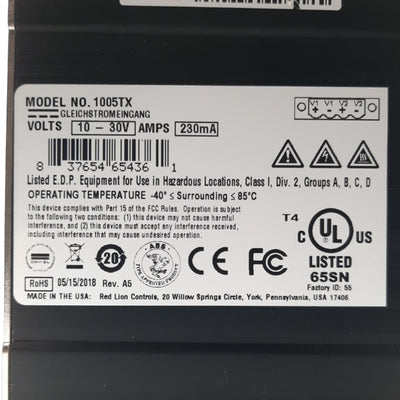 MODEL NO. 1005TX
GLEICHSTROMEINGANG
VOLTS 10 – 30V AMPS 230mA
V1 V1 V2 V2
+ − + −
8 37654 65436 1
Listed E.D.P. Equipment for Use in Hazardous Locations, Class I, Div. 2, Groups A, B, C, D
OPERATING TEMPERATURE -40° ≤ Surrounding ≤ 85°C
This device complies with Part 15 of the FCC Rules. Operation is subject
to the following two conditions: (1) this device may not cause harmful
interference, and (2) this device must accept any interference received,
including interference that may cause undesired operation.
T4
C UL US
LISTED
65SN
Factory ID: 55
20
ABS
TYPE APPROVED PRODUCT
CE FC
RoHS 05/15/2018 Rev. A5
MADE IN THE U.S.A. Red Lion Controls, 20 Willow Springs Circle, York, Pennsylvania, USA 17406